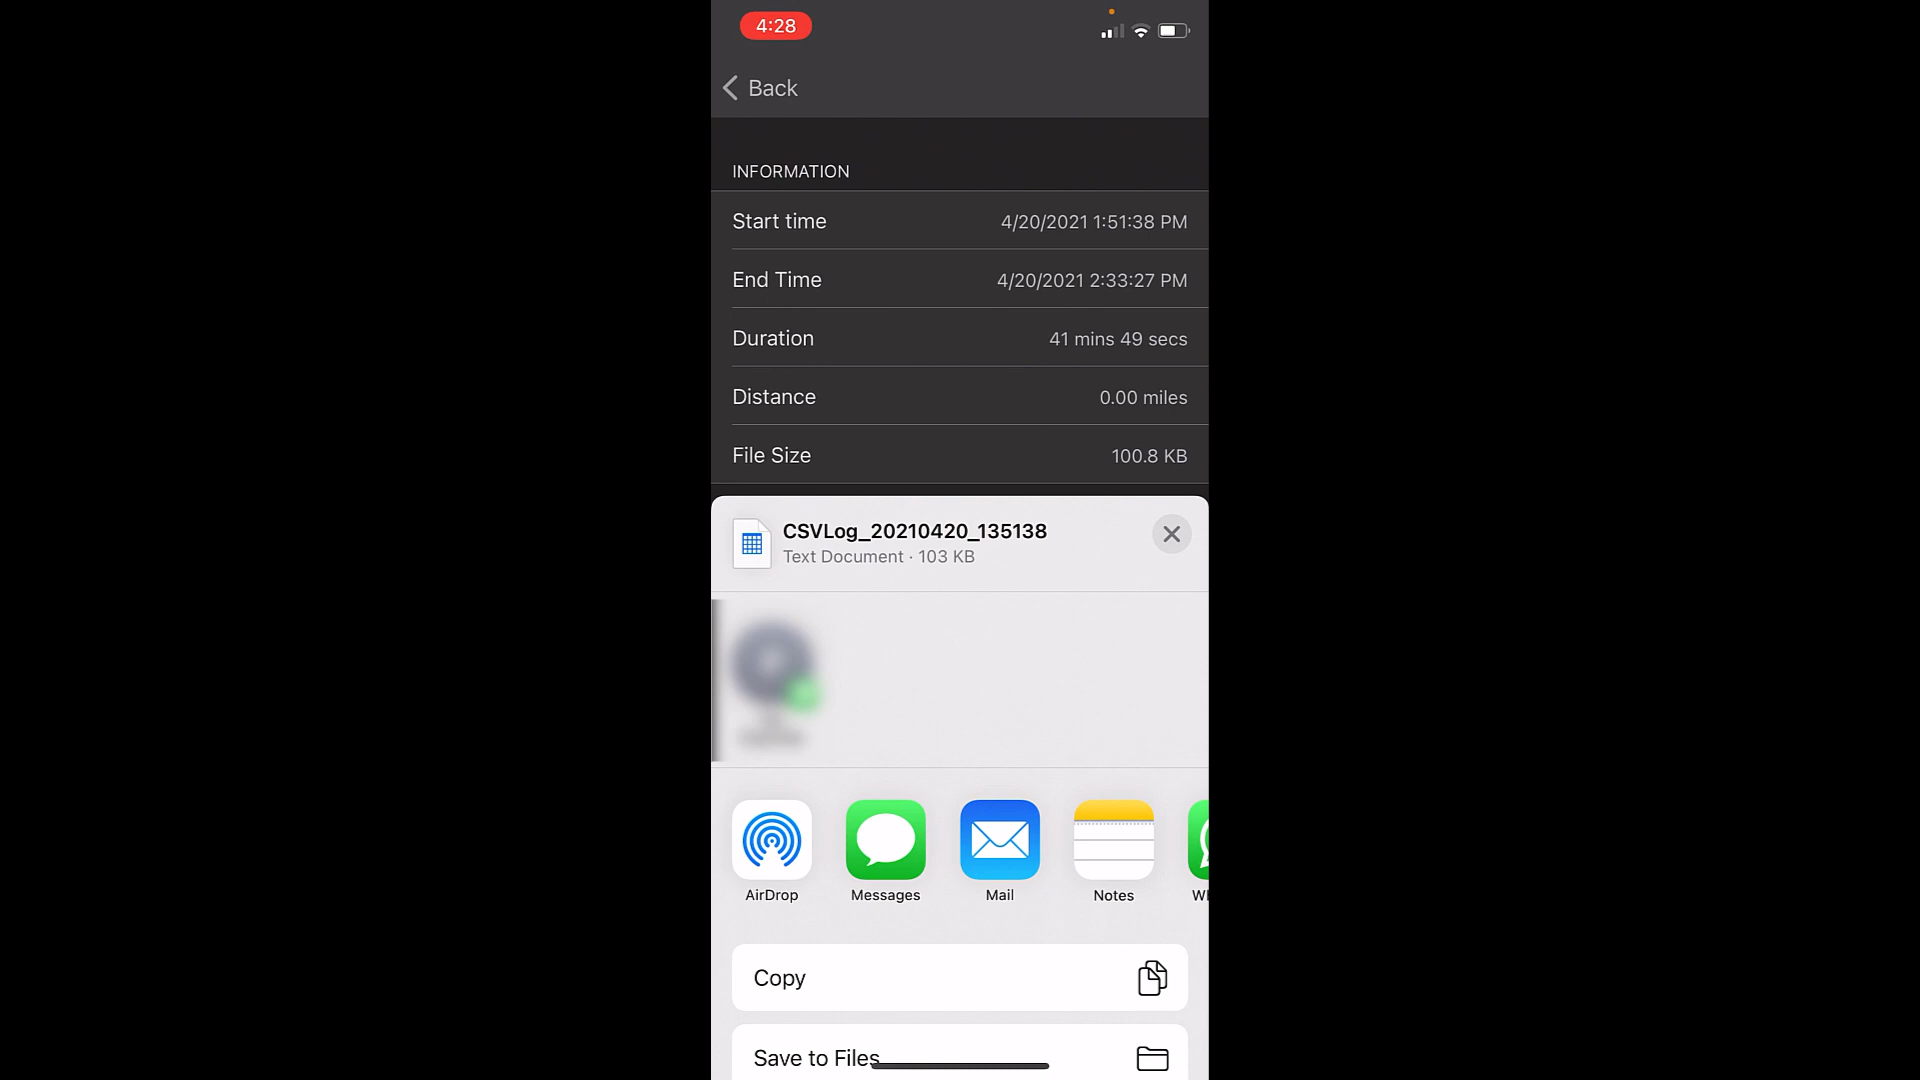 4:28
Back
INFORMATION
Start time 4/20/2021 1:51:38 PM
End Time 4/20/2021 2:33:27 PM
Duration 41 mins 49 secs
Distance 0.00 miles
File Size 100.8 KB
CSVLog_20210420_135138
Text Document · 103 KB
AirDrop Messages Mail Notes
Copy
Save to Files